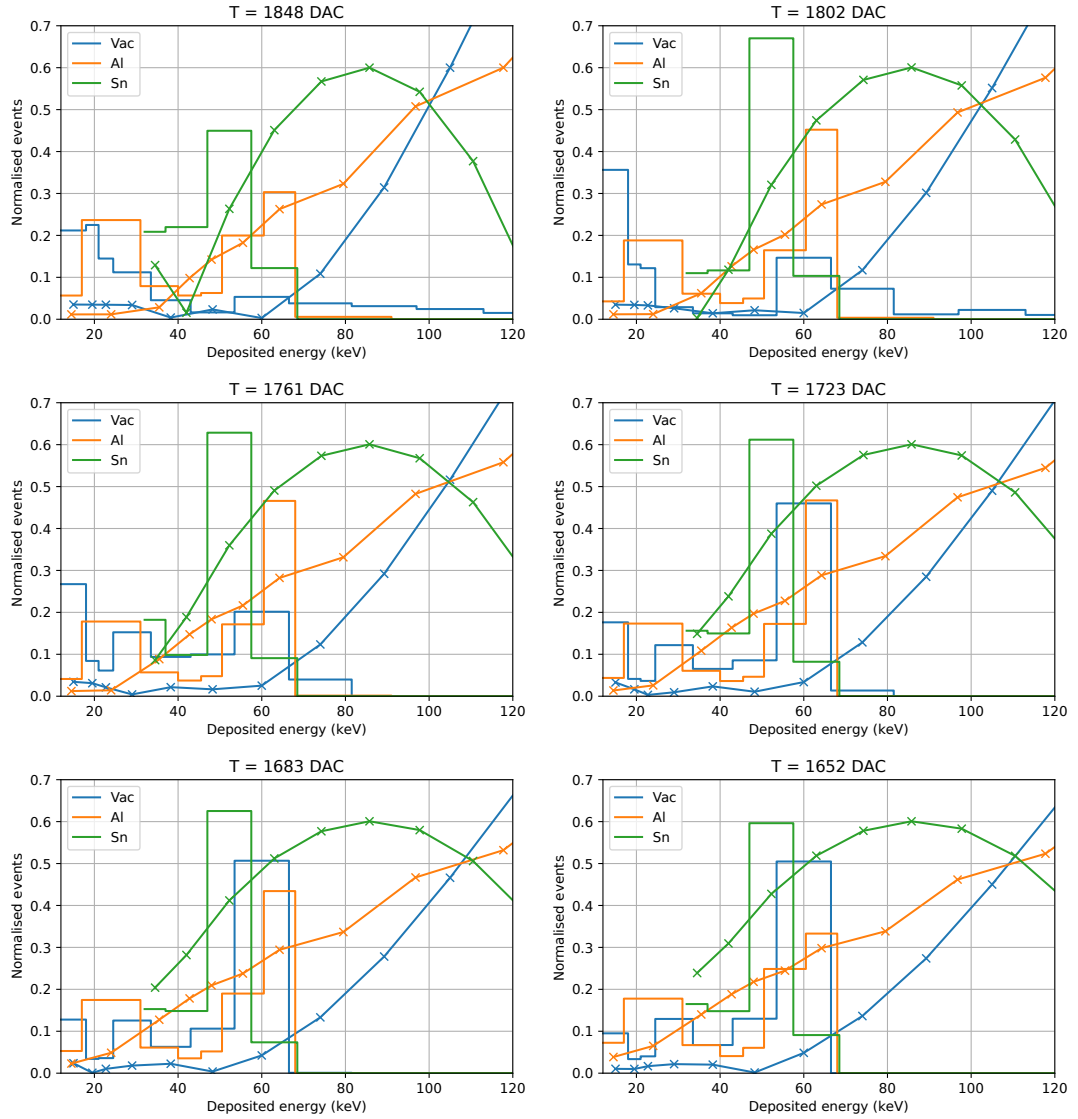 T = 1848 DAC
0.7
0.6
0.5
0.4
0.3
0.2
0.1
0.0
Normalised events
Vac
Al
Sn
20 40 60 80 100 120
Deposited energy (keV)
T = 1802 DAC
0.7
0.6
0.5
0.4
0.3
0.2
0.1
0.0
Normalised events
Vac
Al
Sn
20 40 60 80 100 120
Deposited energy (keV)
T = 1761 DAC
0.7
0.6
0.5
0.4
0.3
0.2
0.1
0.0
Normalised events
Vac
Al
Sn
20 40 60 80 100 120
Deposited energy (keV)
T = 1723 DAC
0.7
0.6
0.5
0.4
0.3
0.2
0.1
0.0
Normalised events
Vac
Al
Sn
20 40 60 80 100 120
Deposited energy (keV)
T = 1683 DAC
0.7
0.6
0.5
0.4
0.3
0.2
0.1
0.0
Normalised events
Vac
Al
Sn
20 40 60 80 100 120
Deposited energy (keV)
T = 1652 DAC
0.7
0.6
0.5
0.4
0.3
0.2
0.1
0.0
Normalised events
Vac
Al
Sn
20 40 60 80 100 120
Deposited energy (keV)